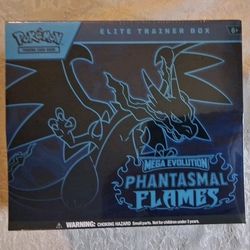 POKÉMON
TRADING CARD GAME
ELITE TRAINER BOX
6+
MEGA EVOLUTION
PHANTASMAL
FLAMES
WARNING: CHOKING HAZARD Small parts. Not for children under 3 years.